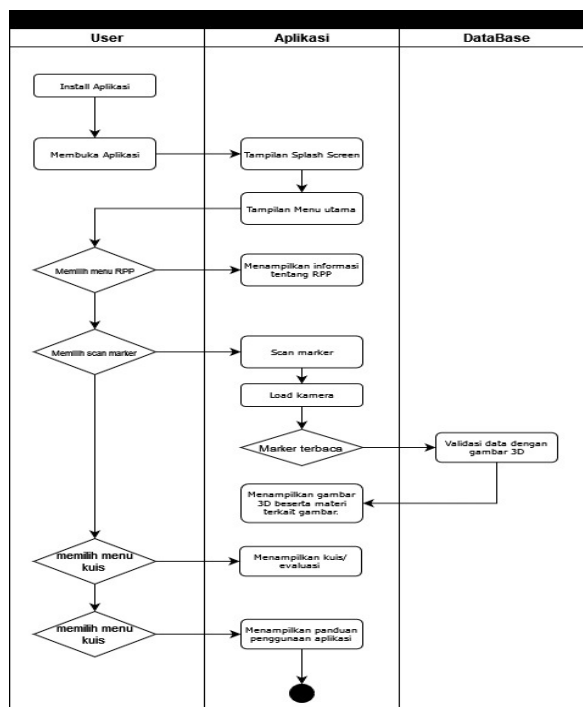 User
Aplikasi
DataBase
Install Aplikasi
Membuka Aplikasi
Tampilan Splash Screen
Tampilan Menu utama
Memilih menu RPP
Menampilkan informasi
tentang RPP
Memilih scan marker
Scan marker
Load kamera
Marker terbaca
Validasi data dengan
gambar 3D
Menampilkan gambar
3D beserta materi
terkait gambar.
memilih menu
kuis
Menampilkan kuis/
evaluasi
memilih menu
kuis
Menampilkan panduan
penggunaan aplikasi